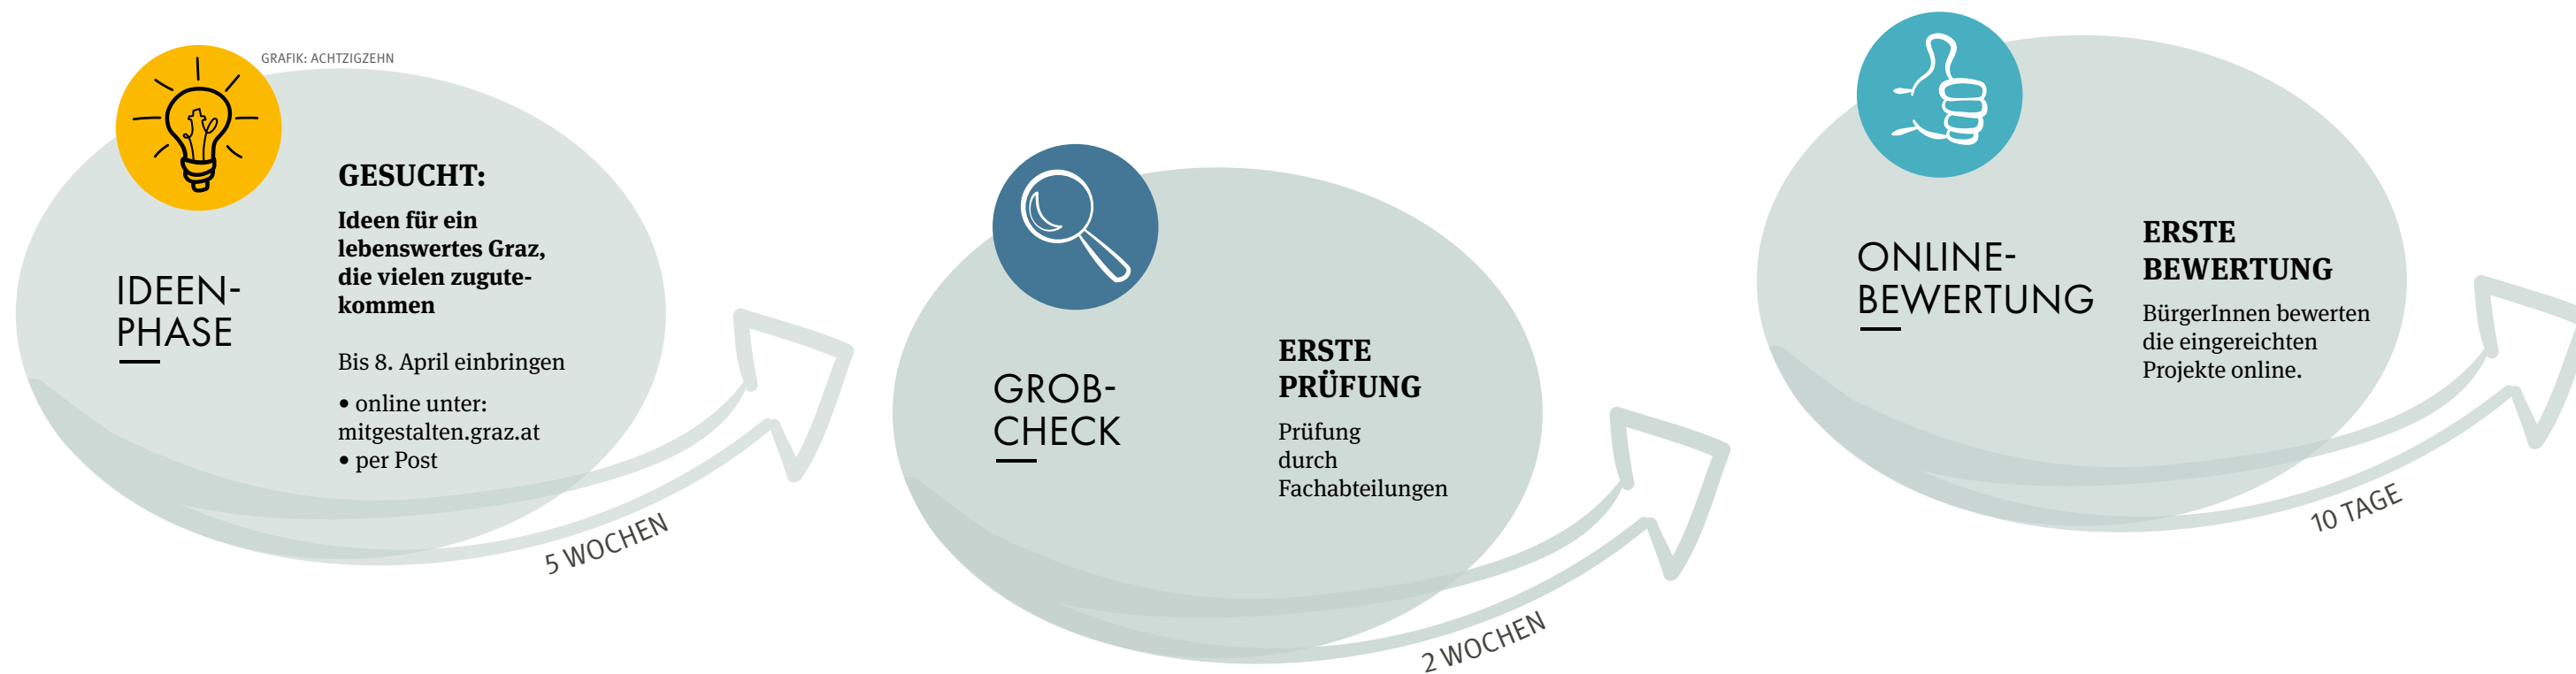 GRAFIK: ACHTZIGZEHN
IDEEN-
PHASE
GESUCHT:
Ideen für ein
lebenswertes Graz,
die vielen zugute-
kommen
Bis 8. April einbringen
• online unter:
mitgestalten.graz.at
• per Post
5 WOCHEN
GROB-
CHECK
ERSTE
PRÜFUNG
Prüfung
durch
Fachabteilungen
2 WOCHEN
ONLINE-
BEWERTUNG
ERSTE
BEWERTUNG
BürgerInnen bewerten
die eingereichten
Projekte online.
10 TAGE